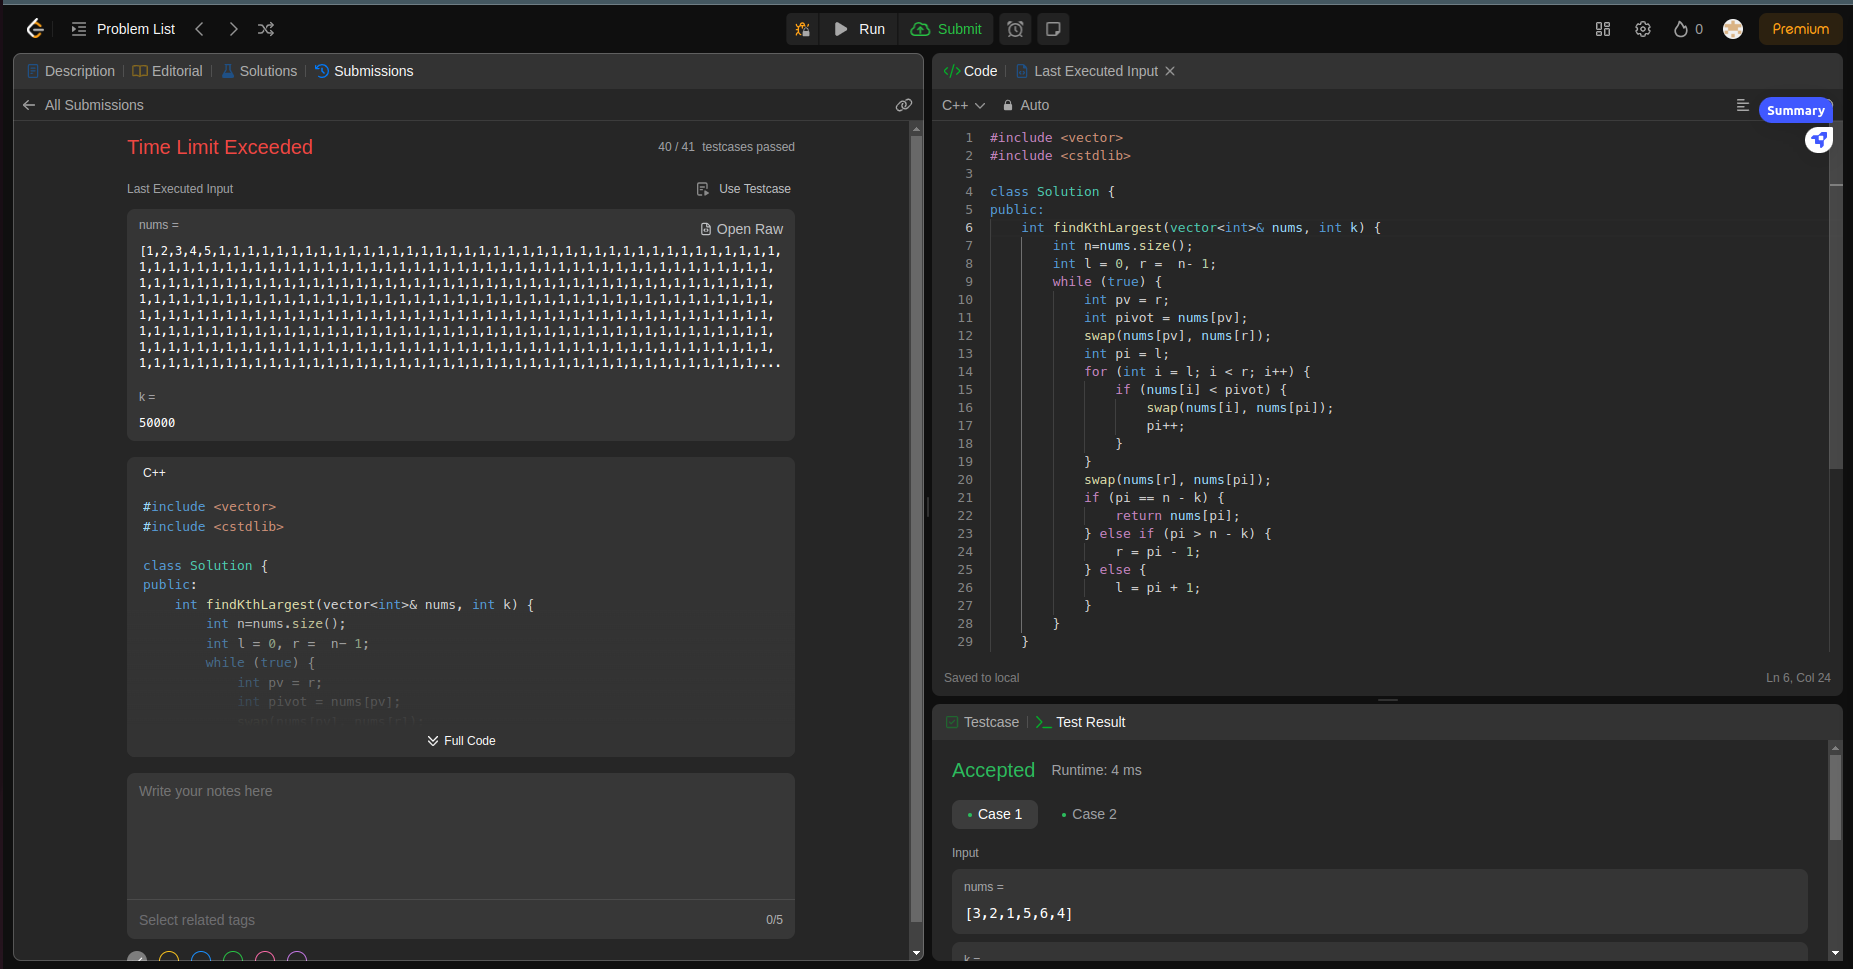 Problem List
Run
Submit
0
Premium
Description
Editorial
Solutions
Submissions
All Submissions
Time Limit Exceeded
40 / 41 testcases passed
Last Executed Input
Use Testcase
nums =
Open Raw
[1,2,3,4,5,1,1,1,1,1,1,1,1,1,1,1,1,1,1,1,1,1,1,1,1,1,1,1,1,1,1,1,1,1,1,1,1,1,1,1,1,1,1,1,
1,1,1,1,1,1,1,1,1,1,1,1,1,1,1,1,1,1,1,1,1,1,1,1,1,1,1,1,1,1,1,1,1,1,1,1,1,1,1,1,1,1,1,1,
1,1,1,1,1,1,1,1,1,1,1,1,1,1,1,1,1,1,1,1,1,1,1,1,1,1,1,1,1,1,1,1,1,1,1,1,1,1,1,1,1,1,1,1,
1,1,1,1,1,1,1,1,1,1,1,1,1,1,1,1,1,1,1,1,1,1,1,1,1,1,1,1,1,1,1,1,1,1,1,1,1,1,1,1,1,1,1,1,
1,1,1,1,1,1,1,1,1,1,1,1,1,1,1,1,1,1,1,1,1,1,1,1,1,1,1,1,1,1,1,1,1,1,1,1,1,1,1,1,1,1,1,1,
1,1,1,1,1,1,1,1,1,1,1,1,1,1,1,1,1,1,1,1,1,1,1,1,1,1,1,1,1,1,1,1,1,1,1,1,1,1,1,1,1,1,1,1,
1,1,1,1,1,1,1,1,1,1,1,1,1,1,1,1,1,1,1,1,1,1,1,1,1,1,1,1,1,1,1,1,1,1,1,1,1,1,1,1,1,1,1,1,
1,1,1,1,1,1,1,1,1,1,1,1,1,1,1,1,1,1,1,1,1,1,1,1,1,1,1,1,1,1,1,1,1,1,1,1,1,1,1,1,1,1,1,...
k =
50000
C++
#include <vector>
#include <cstdlib>
class Solution {
public:
    int findKthLargest(vector<int>& nums, int k) {
        int n=nums.size();
        int l = 0, r =  n- 1;
        while (true) {
            int pv = r;
            int pivot = nums[pv];
            swap(nums[pv], nums[r]);
Full Code
Write your notes here
Select related tags
0/5
Code
Last Executed Input
C++
Auto
Summary
1 #include <vector>
2 #include <cstdlib>
3
4 class Solution {
5 public:
6     int findKthLargest(vector<int>& nums, int k) {
7         int n=nums.size();
8         int l = 0, r =  n- 1;
9         while (true) {
10             int pv = r;
11             int pivot = nums[pv];
12             swap(nums[pv], nums[r]);
13             int pi = l;
14             for (int i = l; i < r; i++) {
15                 if (nums[i] < pivot) {
16                     swap(nums[i], nums[pi]);
17                     pi++;
18                 }
19             }
20             swap(nums[r], nums[pi]);
21             if (pi == n - k) {
22                 return nums[pi];
23             } else if (pi > n - k) {
24                 r = pi - 1;
25             } else {
26                 l = pi + 1;
27             }
28         }
29     }
Saved to local
Ln 6, Col 24
Testcase
Test Result
Accepted
Runtime: 4 ms
Case 1
Case 2
Input
nums =
[3,2,1,5,6,4]
k =